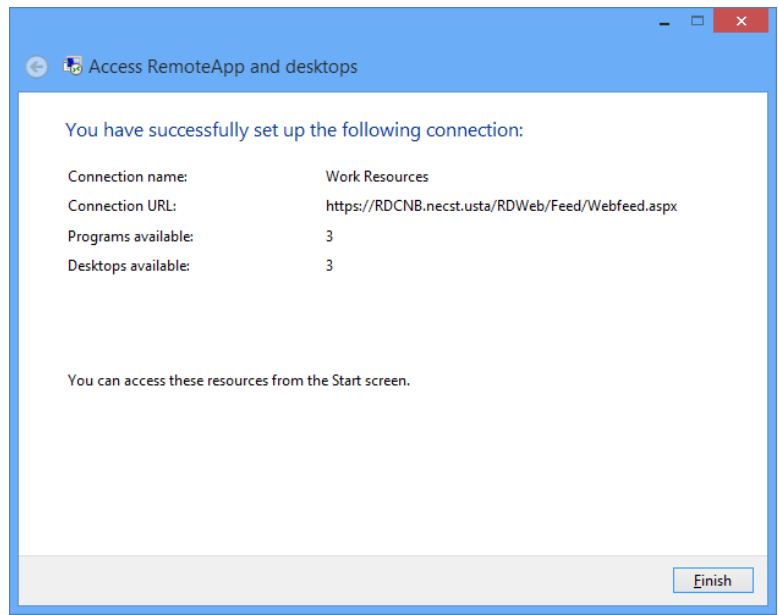 Access RemoteApp and desktops
You have successfully set up the following connection:
Connection name: Work Resources
Connection URL: https://RDCNB.necst.usta/RDWeb/Feed/Webfeed.aspx
Programs available: 3
Desktops available: 3
You can access these resources from the Start screen.
Finish